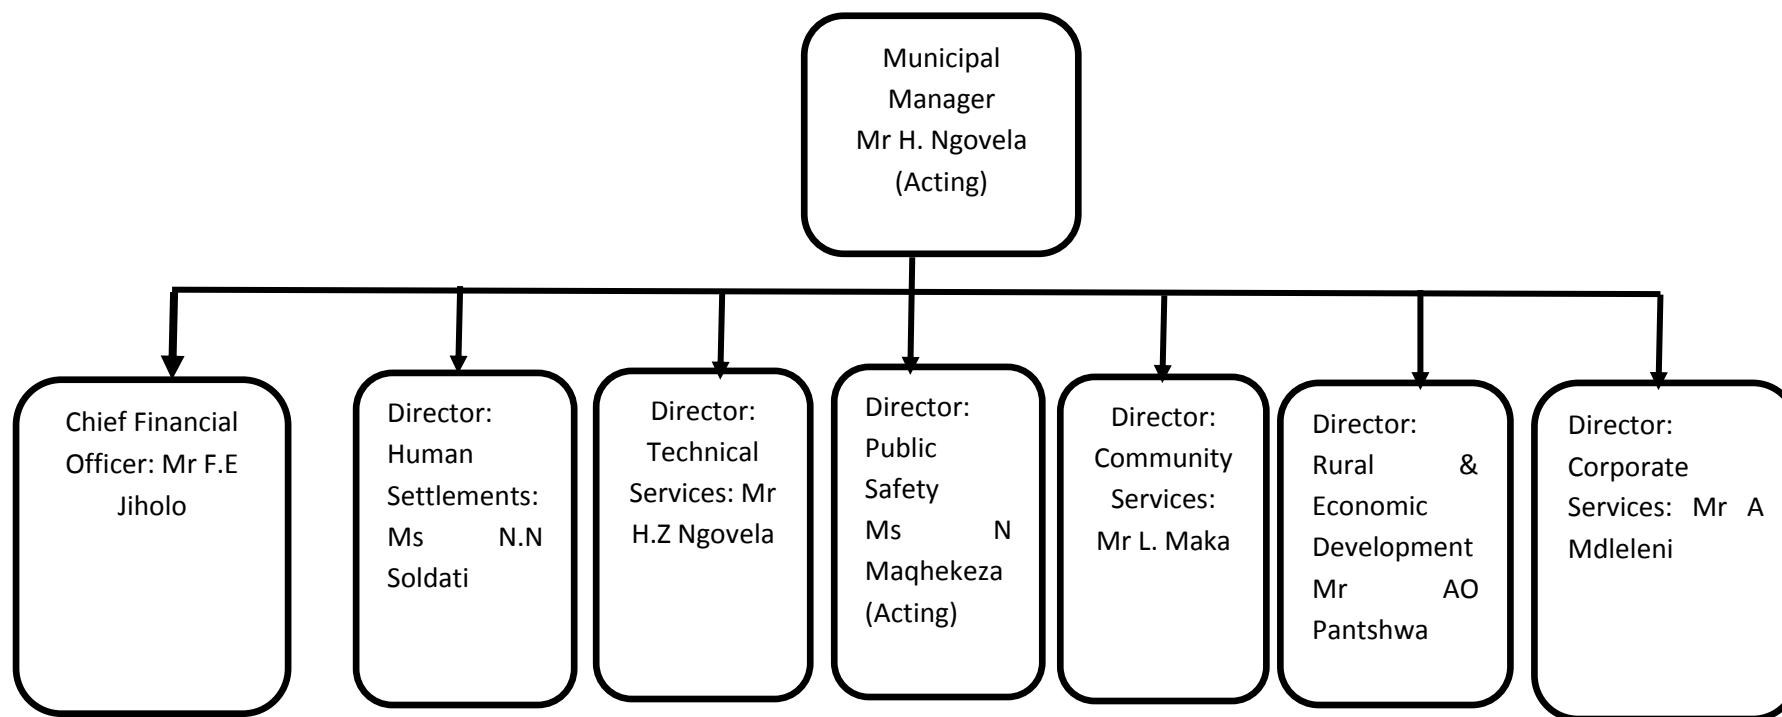 Municipal
Manager
Mr H. Ngovela
(Acting)
Chief Financial
Officer: Mr F.E
Jiholo
Director:
Human
Settlements:
Ms N.N
Soldati
Director:
Technical
Services: Mr
H.Z Ngovela
Director:
Public
Safety
Ms N
Maqhekeza
(Acting)
Director:
Community
Services:
Mr L. Maka
Director:
Rural &
Economic
Development
Mr AO
Pantshwa
Director:
Corporate
Services: Mr A
Mdleleni